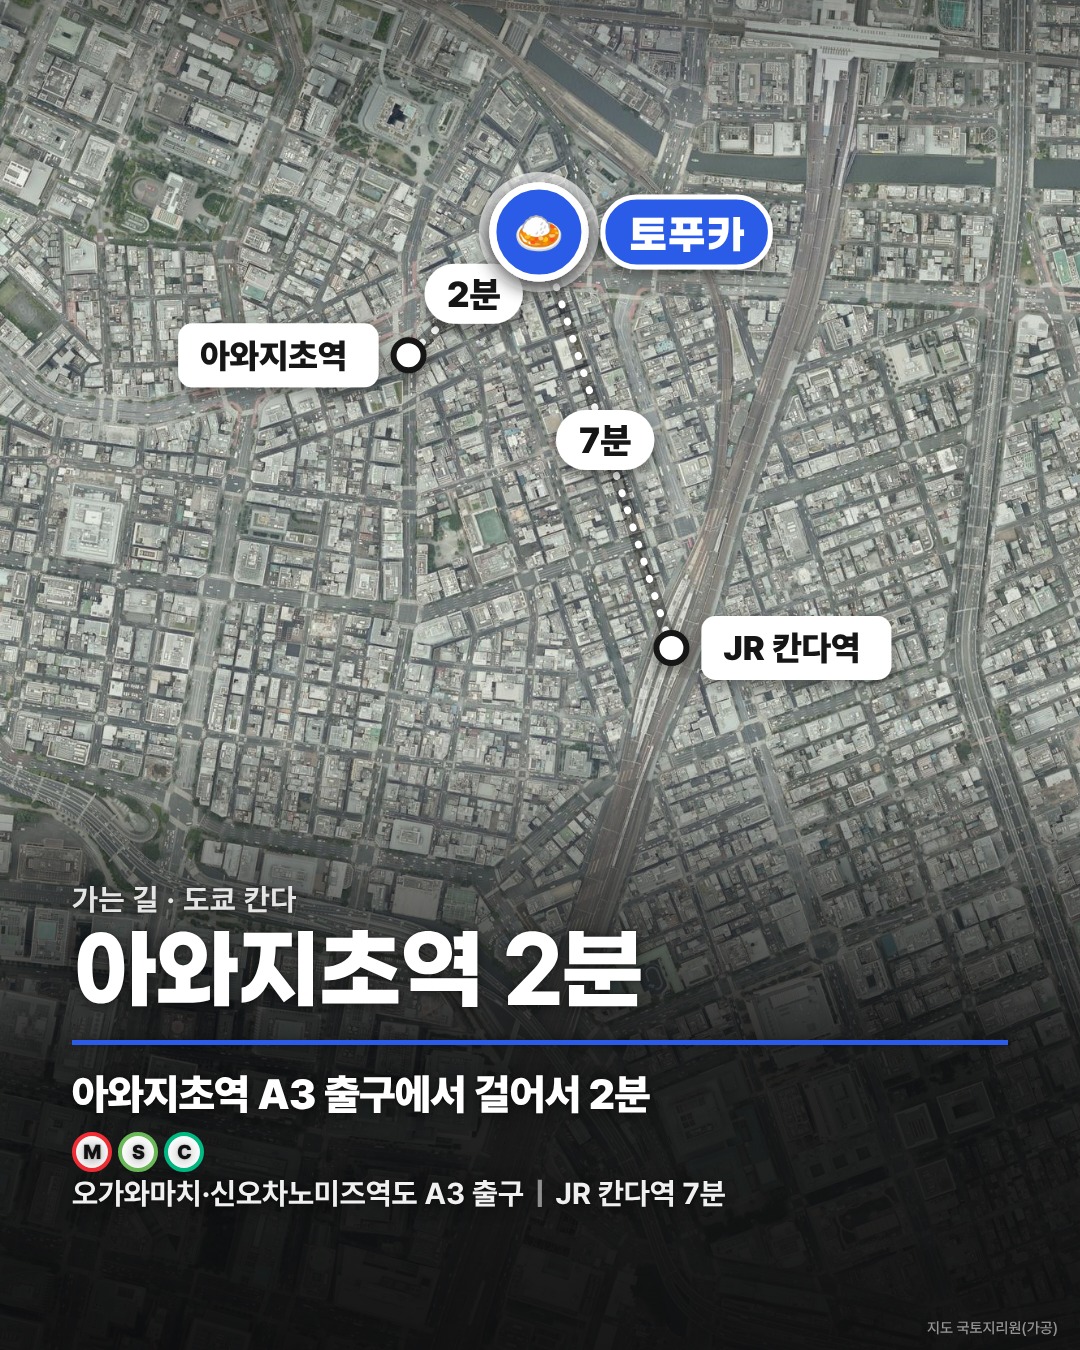 토푸카
2분
아와지초역
7분
JR 칸다역
가는 길 · 도쿄 칸다
아와지초역 2분
아와지초역 A3 출구에서 걸어서 2분
M S C
오가와마치·신오차노미즈역도 A3 출구 | JR 칸다역 7분
지도 국토지리원(가공)